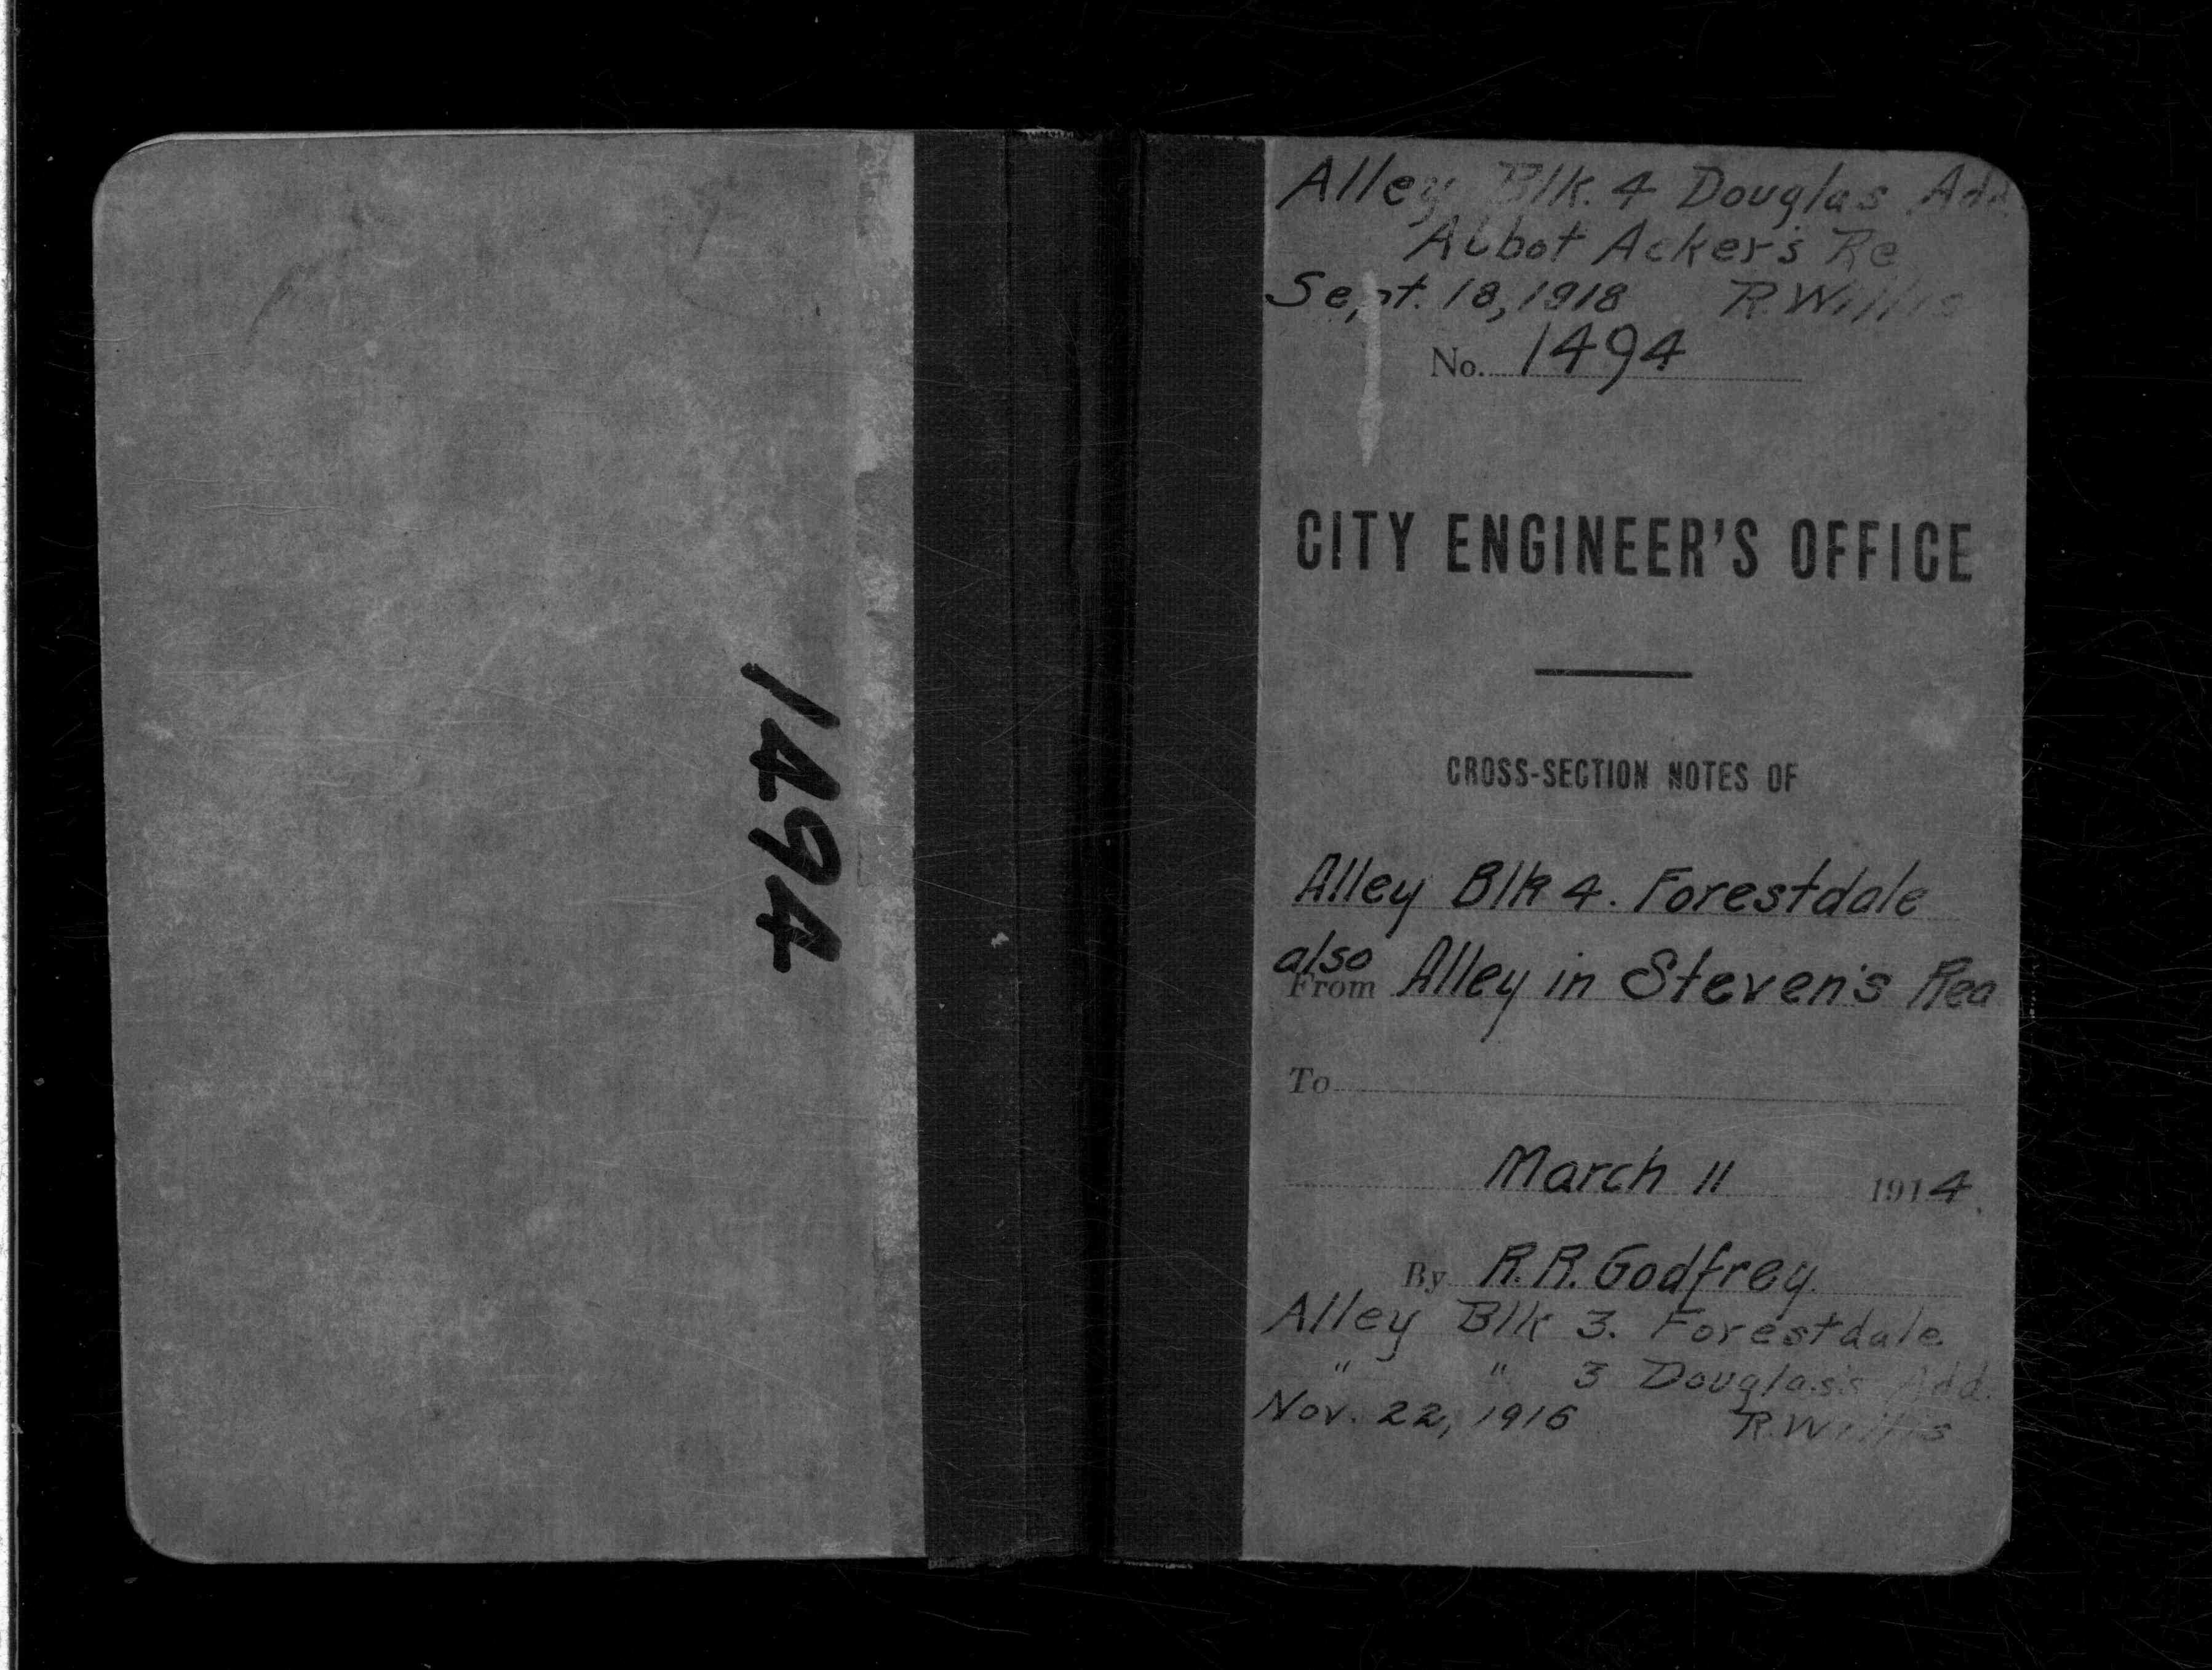 1494
Alley Blk. 4 Douglas Add.
Abbot Acker's Re
Sept. 18, 1918 R. Willis
No. 1494
CITY ENGINEER'S OFFICE
CROSS-SECTION NOTES OF
Alley Blk 4. Forestdale
also
From Alley in Steven's Rea
To
March 11 1914
By R. R. Godfrey.
Alley Blk 3. Forestdale
" " 3 Douglas's Add.
Nov. 22, 1916 R. Willis